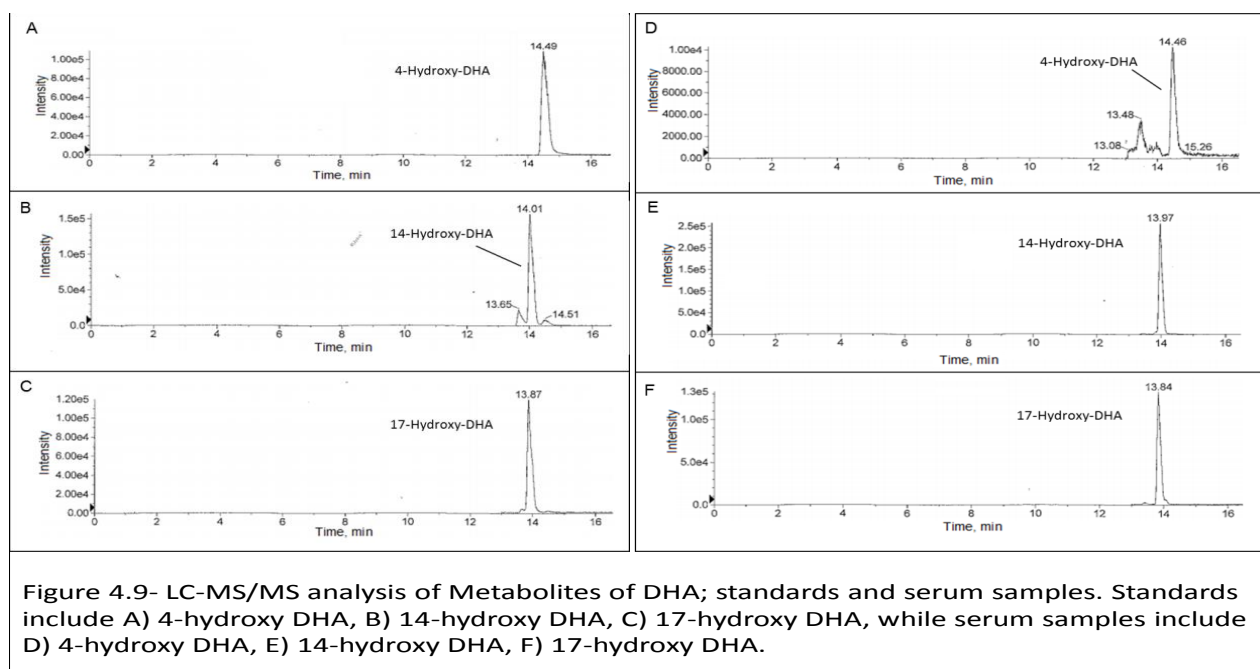 A
14.49
4-Hydroxy-DHA
1.00e5
8.00e4
6.00e4
4.00e4
2.00e4
0.00
Intensity
0 2 4 6 8 10 12 14 16
Time, min
B
14.01
14-Hydroxy-DHA
1.5e5
1.0e5
5.0e4
0.0
Intensity
13.65
14.51
0 2 4 6 8 10 12 14 16
Time, min
C
13.87
17-Hydroxy-DHA
1.20e5
1.00e5
8.00e4
6.00e4
4.00e4
2.00e4
0.00
Intensity
0 2 4 6 8 10 12 14 16
Time, min
D
14.46
4-Hydroxy-DHA
1.00e4
8000.00
6000.00
4000.00
2000.00
0.00
Intensity
13.48
13.08
15.26
0 2 4 6 8 10 12 14 16
Time, min
E
13.97
14-Hydroxy-DHA
2.5e5
2.0e5
1.5e5
1.0e5
5.0e4
0.0
Intensity
0 2 4 6 8 10 12 14 16
Time, min
F
13.84
17-Hydroxy-DHA
1.3e5
1.0e5
5.0e4
0.0
Intensity
0 2 4 6 8 10 12 14 16
Time, min
Figure 4.9- LC-MS/MS analysis of Metabolites of DHA; standards and serum samples. Standards
include A) 4-hydroxy DHA, B) 14-hydroxy DHA, C) 17-hydroxy DHA, while serum samples include
D) 4-hydroxy DHA, E) 14-hydroxy DHA, F) 17-hydroxy DHA.